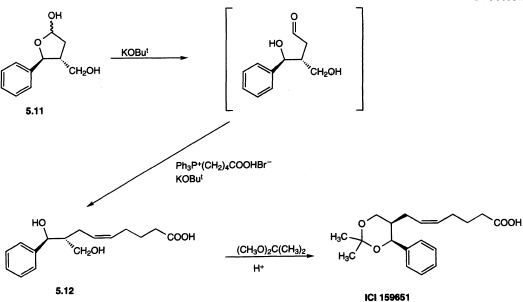 OH
O
CH₂OH
5.11
KOBuᵗ
O
HO
CH₂OH
Ph₃P⁺(CH₂)₄COOHBr⁻
KOBuᵗ
HO
COOH
CH₂OH
5.12
(CH₃O)₂C(CH₃)₂
H⁺
COOH
O
H₃C
H₃C
O
ICI 159651